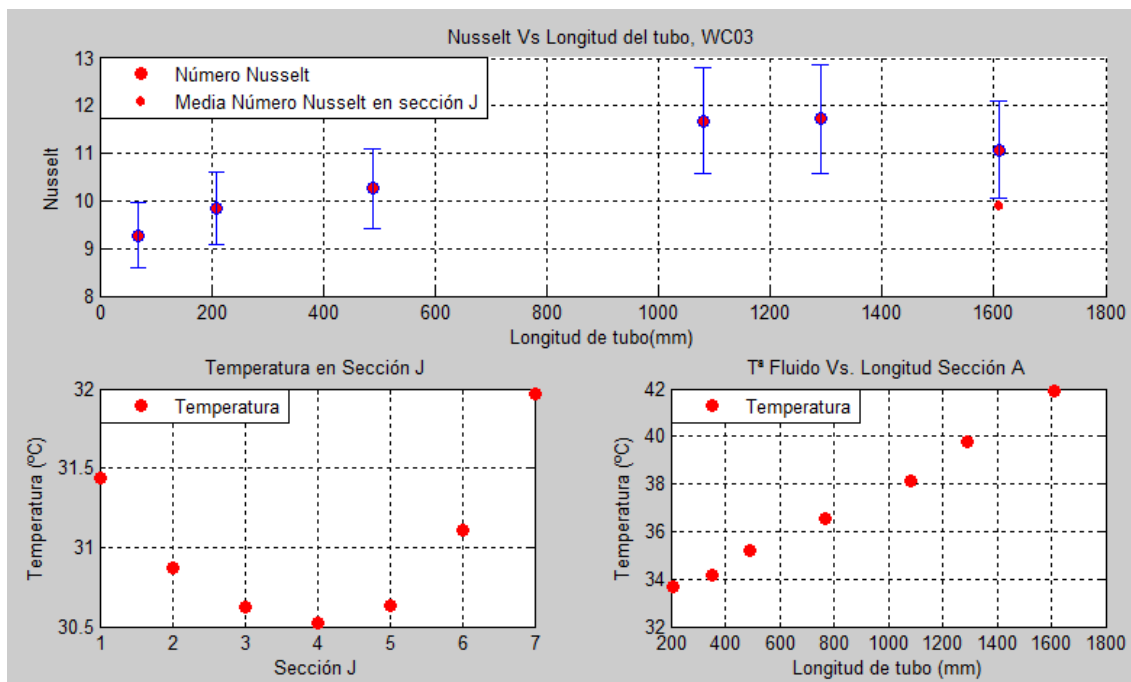 Nusselt Vs Longitud del tubo, WC03
13
12
11
10
9
8
Nusselt
Número Nusselt
Media Número Nusselt en sección J
0 200 400 600 800 1000 1200 1400 1600 1800
Longitud de tubo(mm)
Temperatura en Sección J
32
31.5
31
30.5
Temperatura (ºC)
Temperatura
1 2 3 4 5 6 7
Sección J
Tª Fluido Vs. Longitud Sección A
42
40
38
36
34
32
Temperatura (ºC)
Temperatura
200 400 600 800 1000 1200 1400 1600 1800
Longitud de tubo (mm)